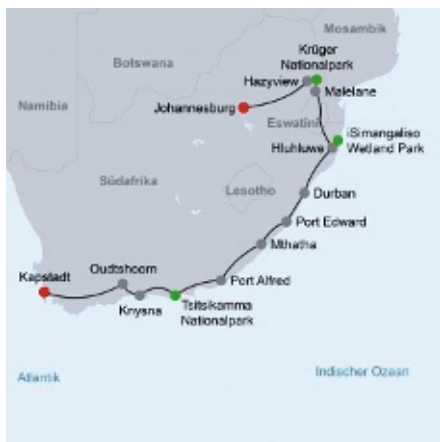 Mosambik
Krüger
Nationalpark
Botswana
Hazyview
Malelane
Namibia
Johannesburg
Eswatini
iSimangaliso
Wetland Park
Hluhluwe
Südafrika
Lesotho
Durban
Port Edward
Mthatha
Oudtshoorn
Kapstadt
Port Alfred
Knysna
Tsitsikamma
Nationalpark
Atlantik
Indischer Ozean